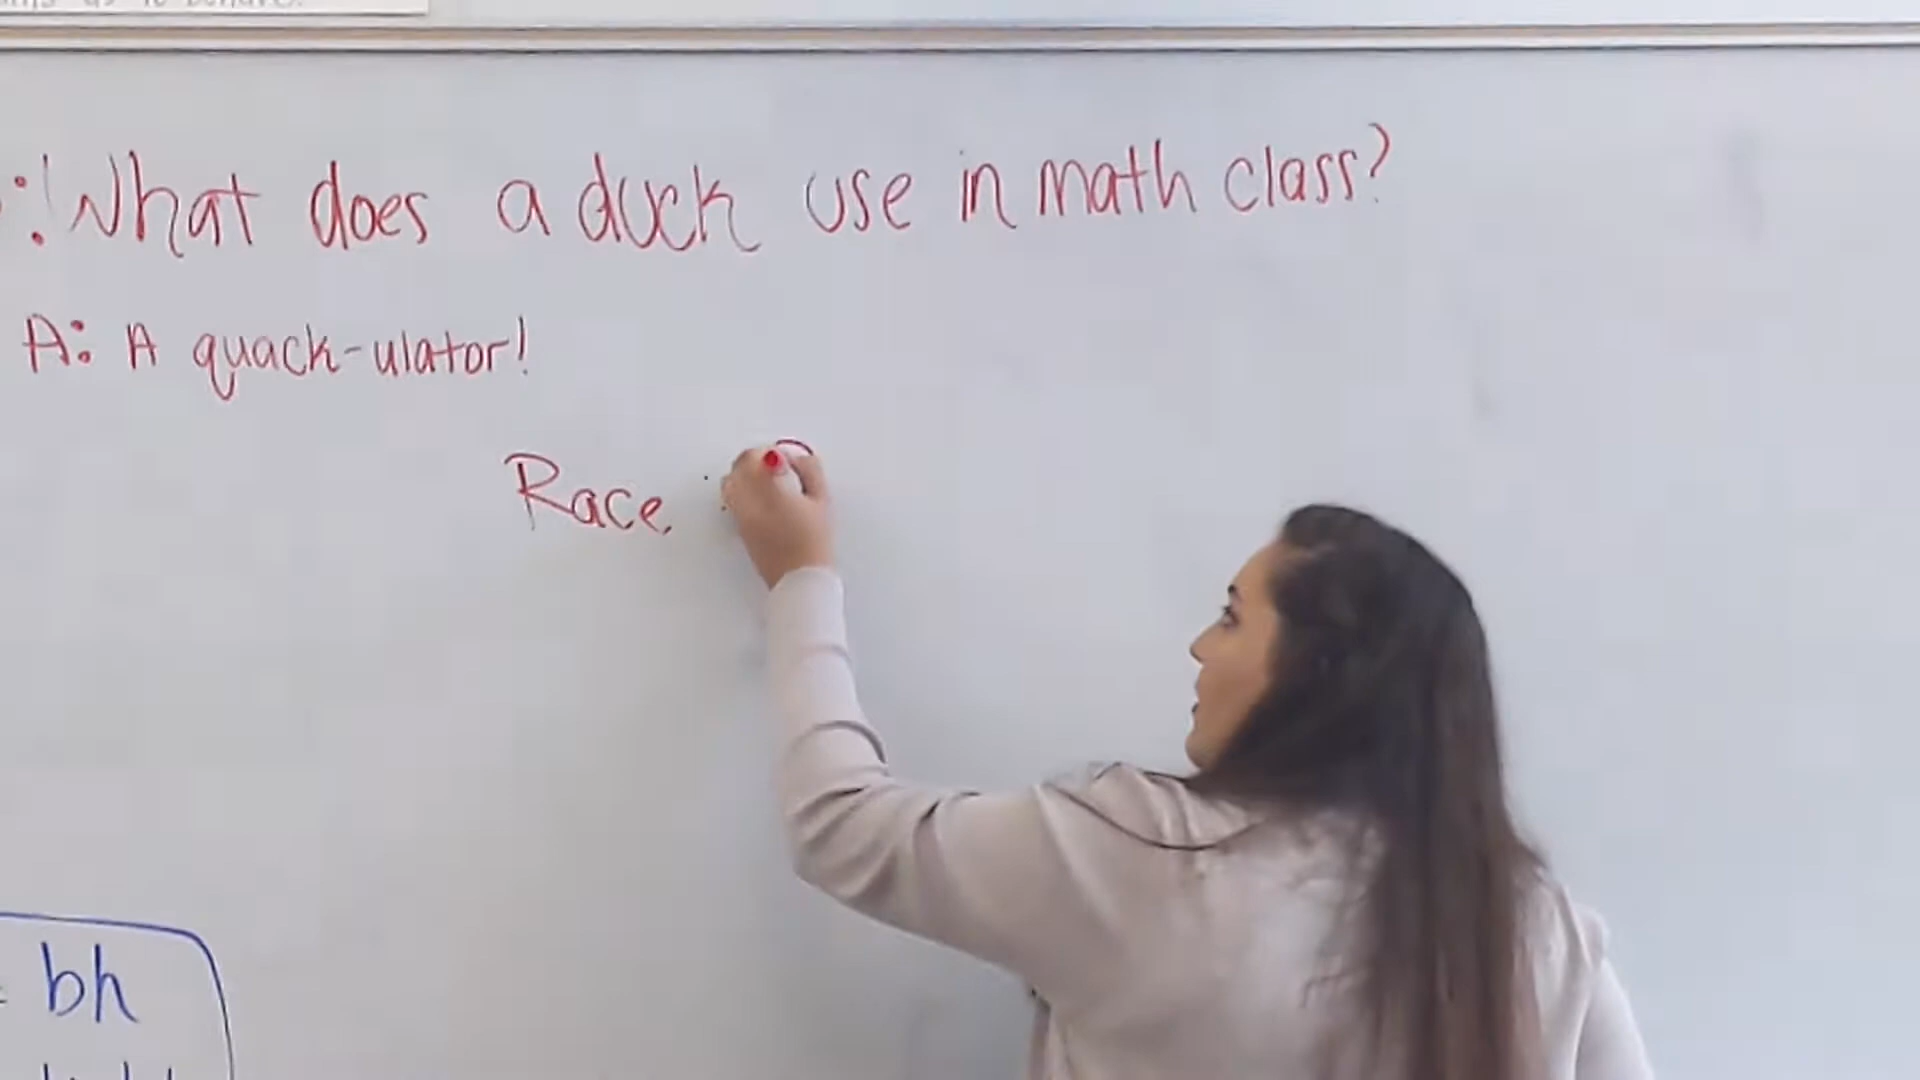 : What does a duck use in math class?
A: A quack-ulator!
Race
bh